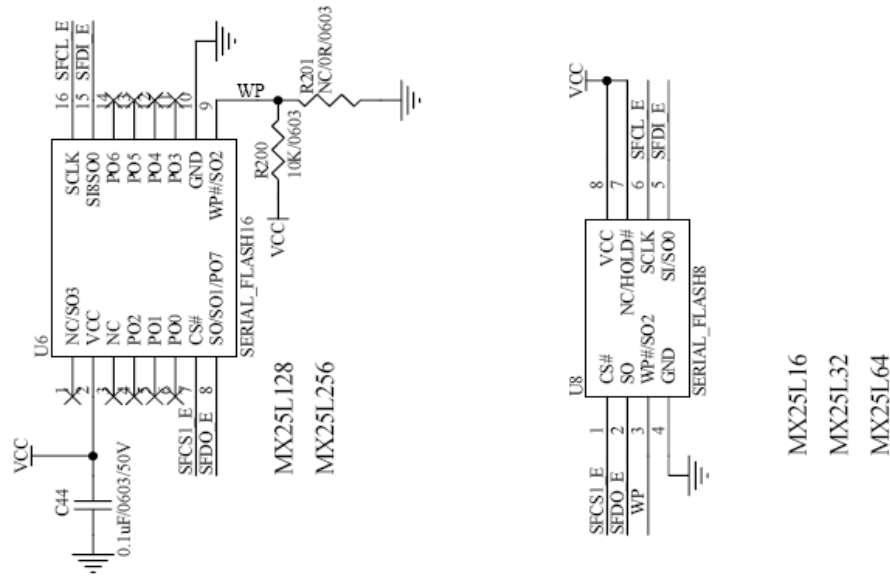 VCC
C44
0.1uF/0603/50V
U6
1 NC/SO3 SCLK 16 SFCL_E
2 VCC SI8SO0 15 SFDI_E
3 NC PO6 14
4 PO2 PO5 13
5 PO1 PO4 12
6 PO0 PO3 11
SFCS1_E 7 CS# GND 10
SFDO_E 8 SO/SO1/PO7 WP#/SO2 9
SERIAL_FLASH16
WP
R200
10K/0603
VCC
R201
NC/0R/0603
MX25L128
MX25L256
VCC
U8
SFCS1_E 1 CS# VCC 8
SFDO_E 2 SO NC/HOLD# 7
WP 3 WP#/SO2 SCLK 6 SFCL_E
4 GND SI/SO0 5 SFDI_E
SERIAL_FLASH8
MX25L16
MX25L32
MX25L64